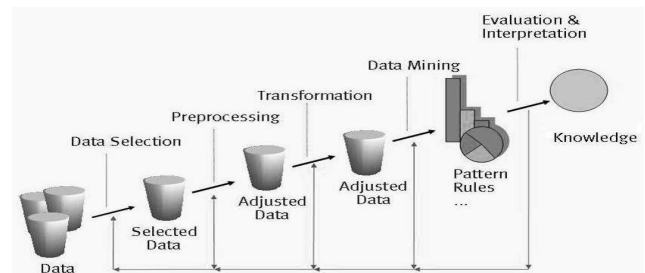 Evaluation &
Interpretation
Data Mining
Transformation
Preprocessing
Data Selection
Knowledge
Pattern
Rules
...
Adjusted
Data
Adjusted
Data
Selected
Data
Data